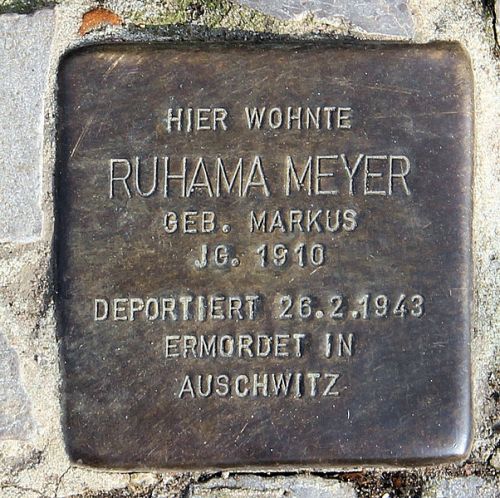 HIER WOHNTE
RUHAMA MEYER
GEB. MARKUS
JG. 1910
DEPORTIERT 26.2.1943
ERMORDET IN
AUSCHWITZ